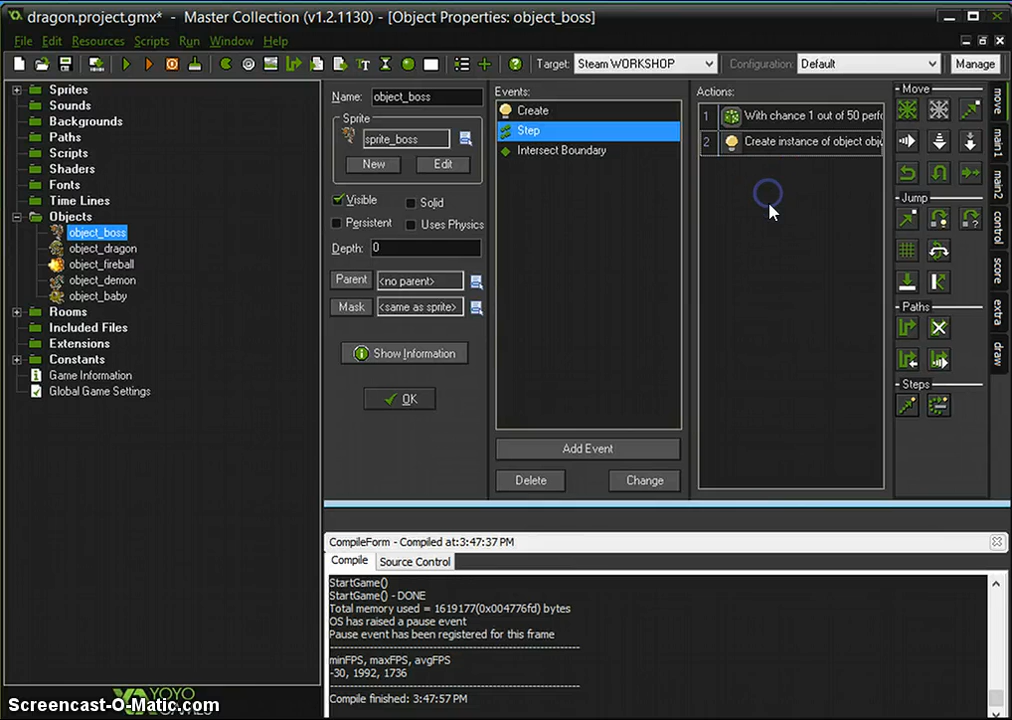 dragon.project.gmx* - Master Collection (v1.2.1130) - [Object Properties: object_boss]
File Edit Resources Scripts Run Window Help
Target: Steam WORKSHOP Configuration: Default Manage
Sprites
Sounds
Backgrounds
Paths
Scripts
Shaders
Fonts
Time Lines
Objects
object_boss
object_dragon
object_fireball
object_demon
object_baby
Rooms
Included Files
Extensions
Constants
Game Information
Global Game Settings
Name: object_boss
Sprite
sprite_boss
New Edit
Visible Solid
Persistent Uses Physics
Depth: 0
Parent <no parent>
Mask <same as sprite>
Show Information
OK
Events:
Create
Step
Intersect Boundary
Add Event
Delete Change
Actions:
1 With chance 1 out of 50 perfo
2 Create instance of object obje
Move
Jump
Paths
Steps
move
main1
main2
control
score
extra
draw
CompileForm - Compiled at:3:47:37 PM
Compile Source Control
StartGame()
StartGame() - DONE
Total memory used = 1619177(0x004776fd) bytes
OS has raised a pause event
Pause event has been registered for this frame
minFPS, maxFPS, avgFPS
-30, 1992, 1736
Compile finished: 3:47:57 PM
YOYO
Screencast-O-Matic.com